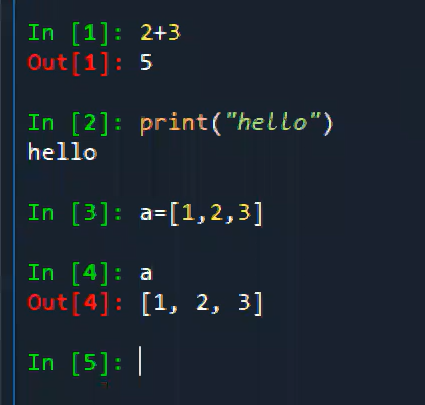 In [1]: 2+3
Out[1]: 5
In [2]: print("hello")
hello
In [3]: a=[1,2,3]
In [4]: a
Out[4]: [1, 2, 3]
In [5]: